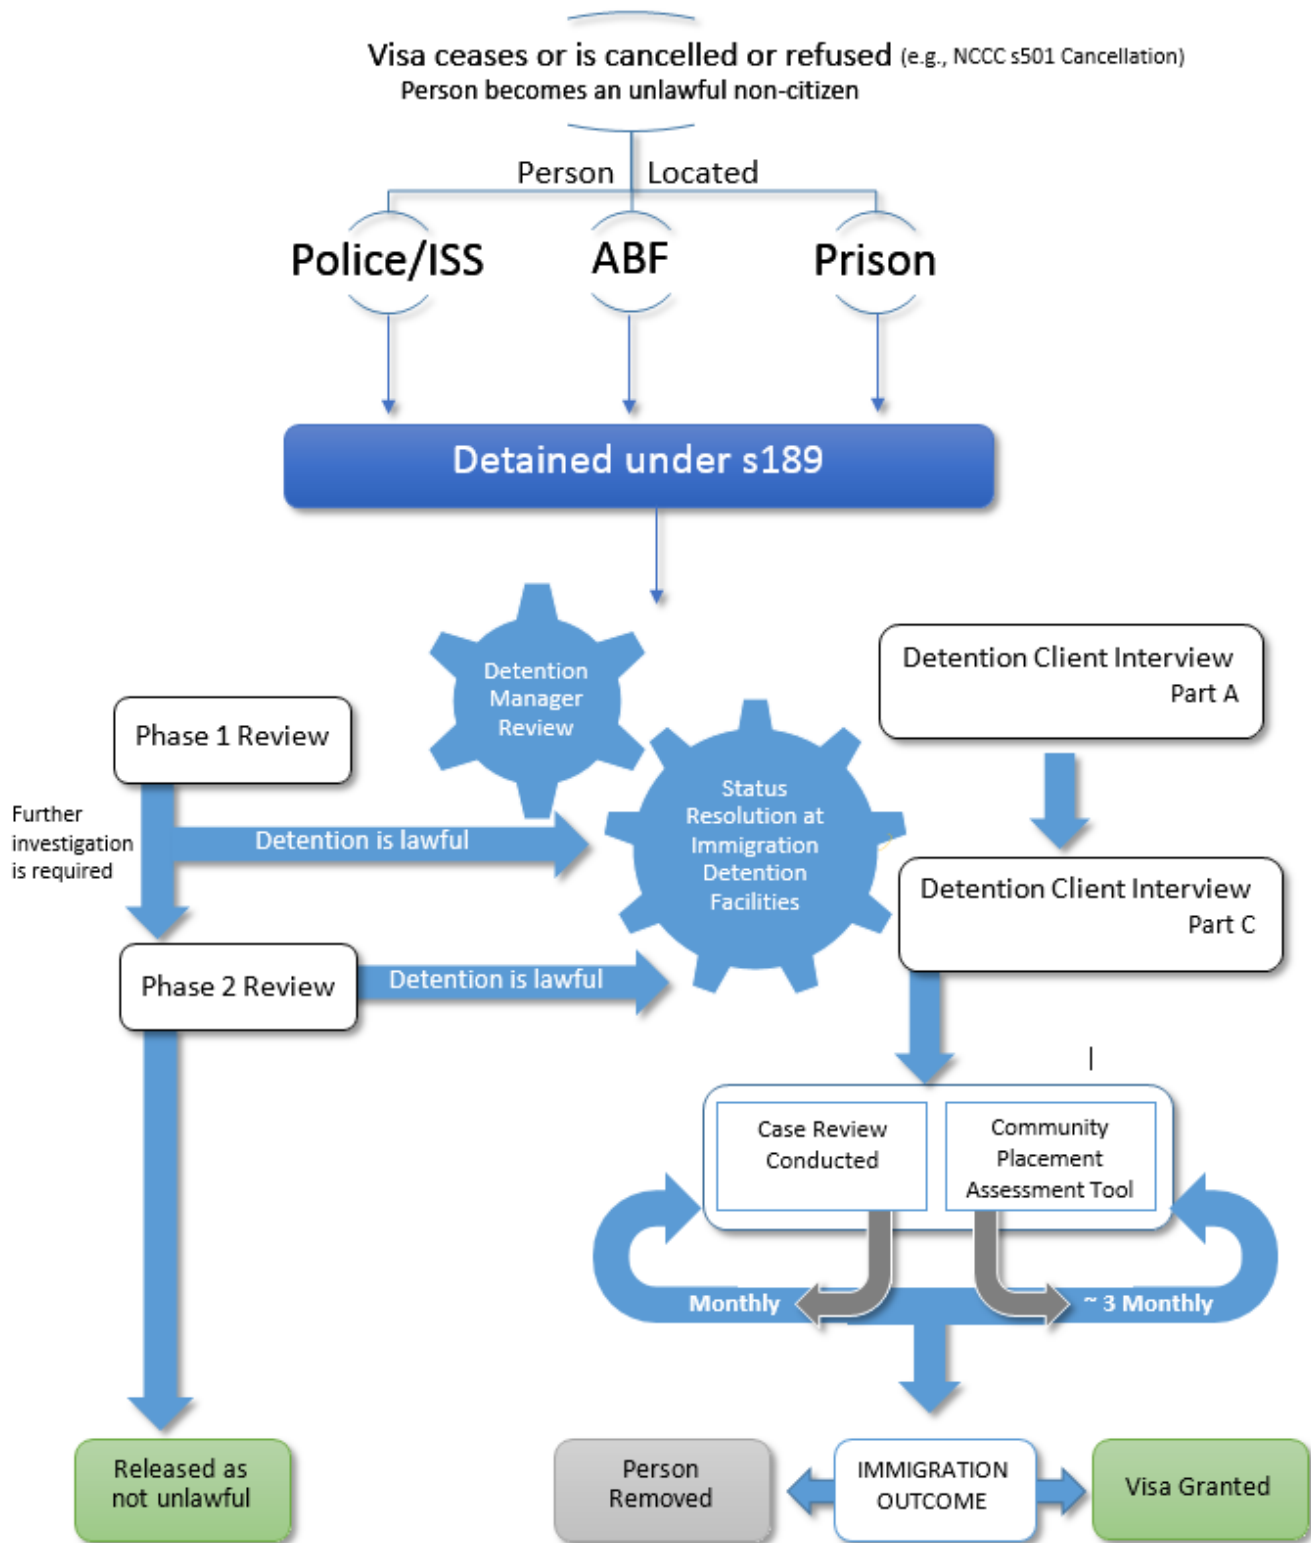 Visa ceases or is cancelled or refused (e.g., NCCC s501 Cancellation)
Person becomes an unlawful non-citizen
Person Located
Police/ISS
ABF
Prison
Detained under s189
Detention
Manager
Review
Detention Client Interview
Part A
Phase 1 Review
Further
investigation
is required
Detention is lawful
Status
Resolution at
Immigration
Detention
Facilities
Detention Client Interview
Part C
Phase 2 Review
Detention is lawful
Case Review
Conducted
Community
Placement
Assessment Tool
Monthly
~ 3 Monthly
Released as
not unlawful
Person
Removed
IMMIGRATION
OUTCOME
Visa Granted